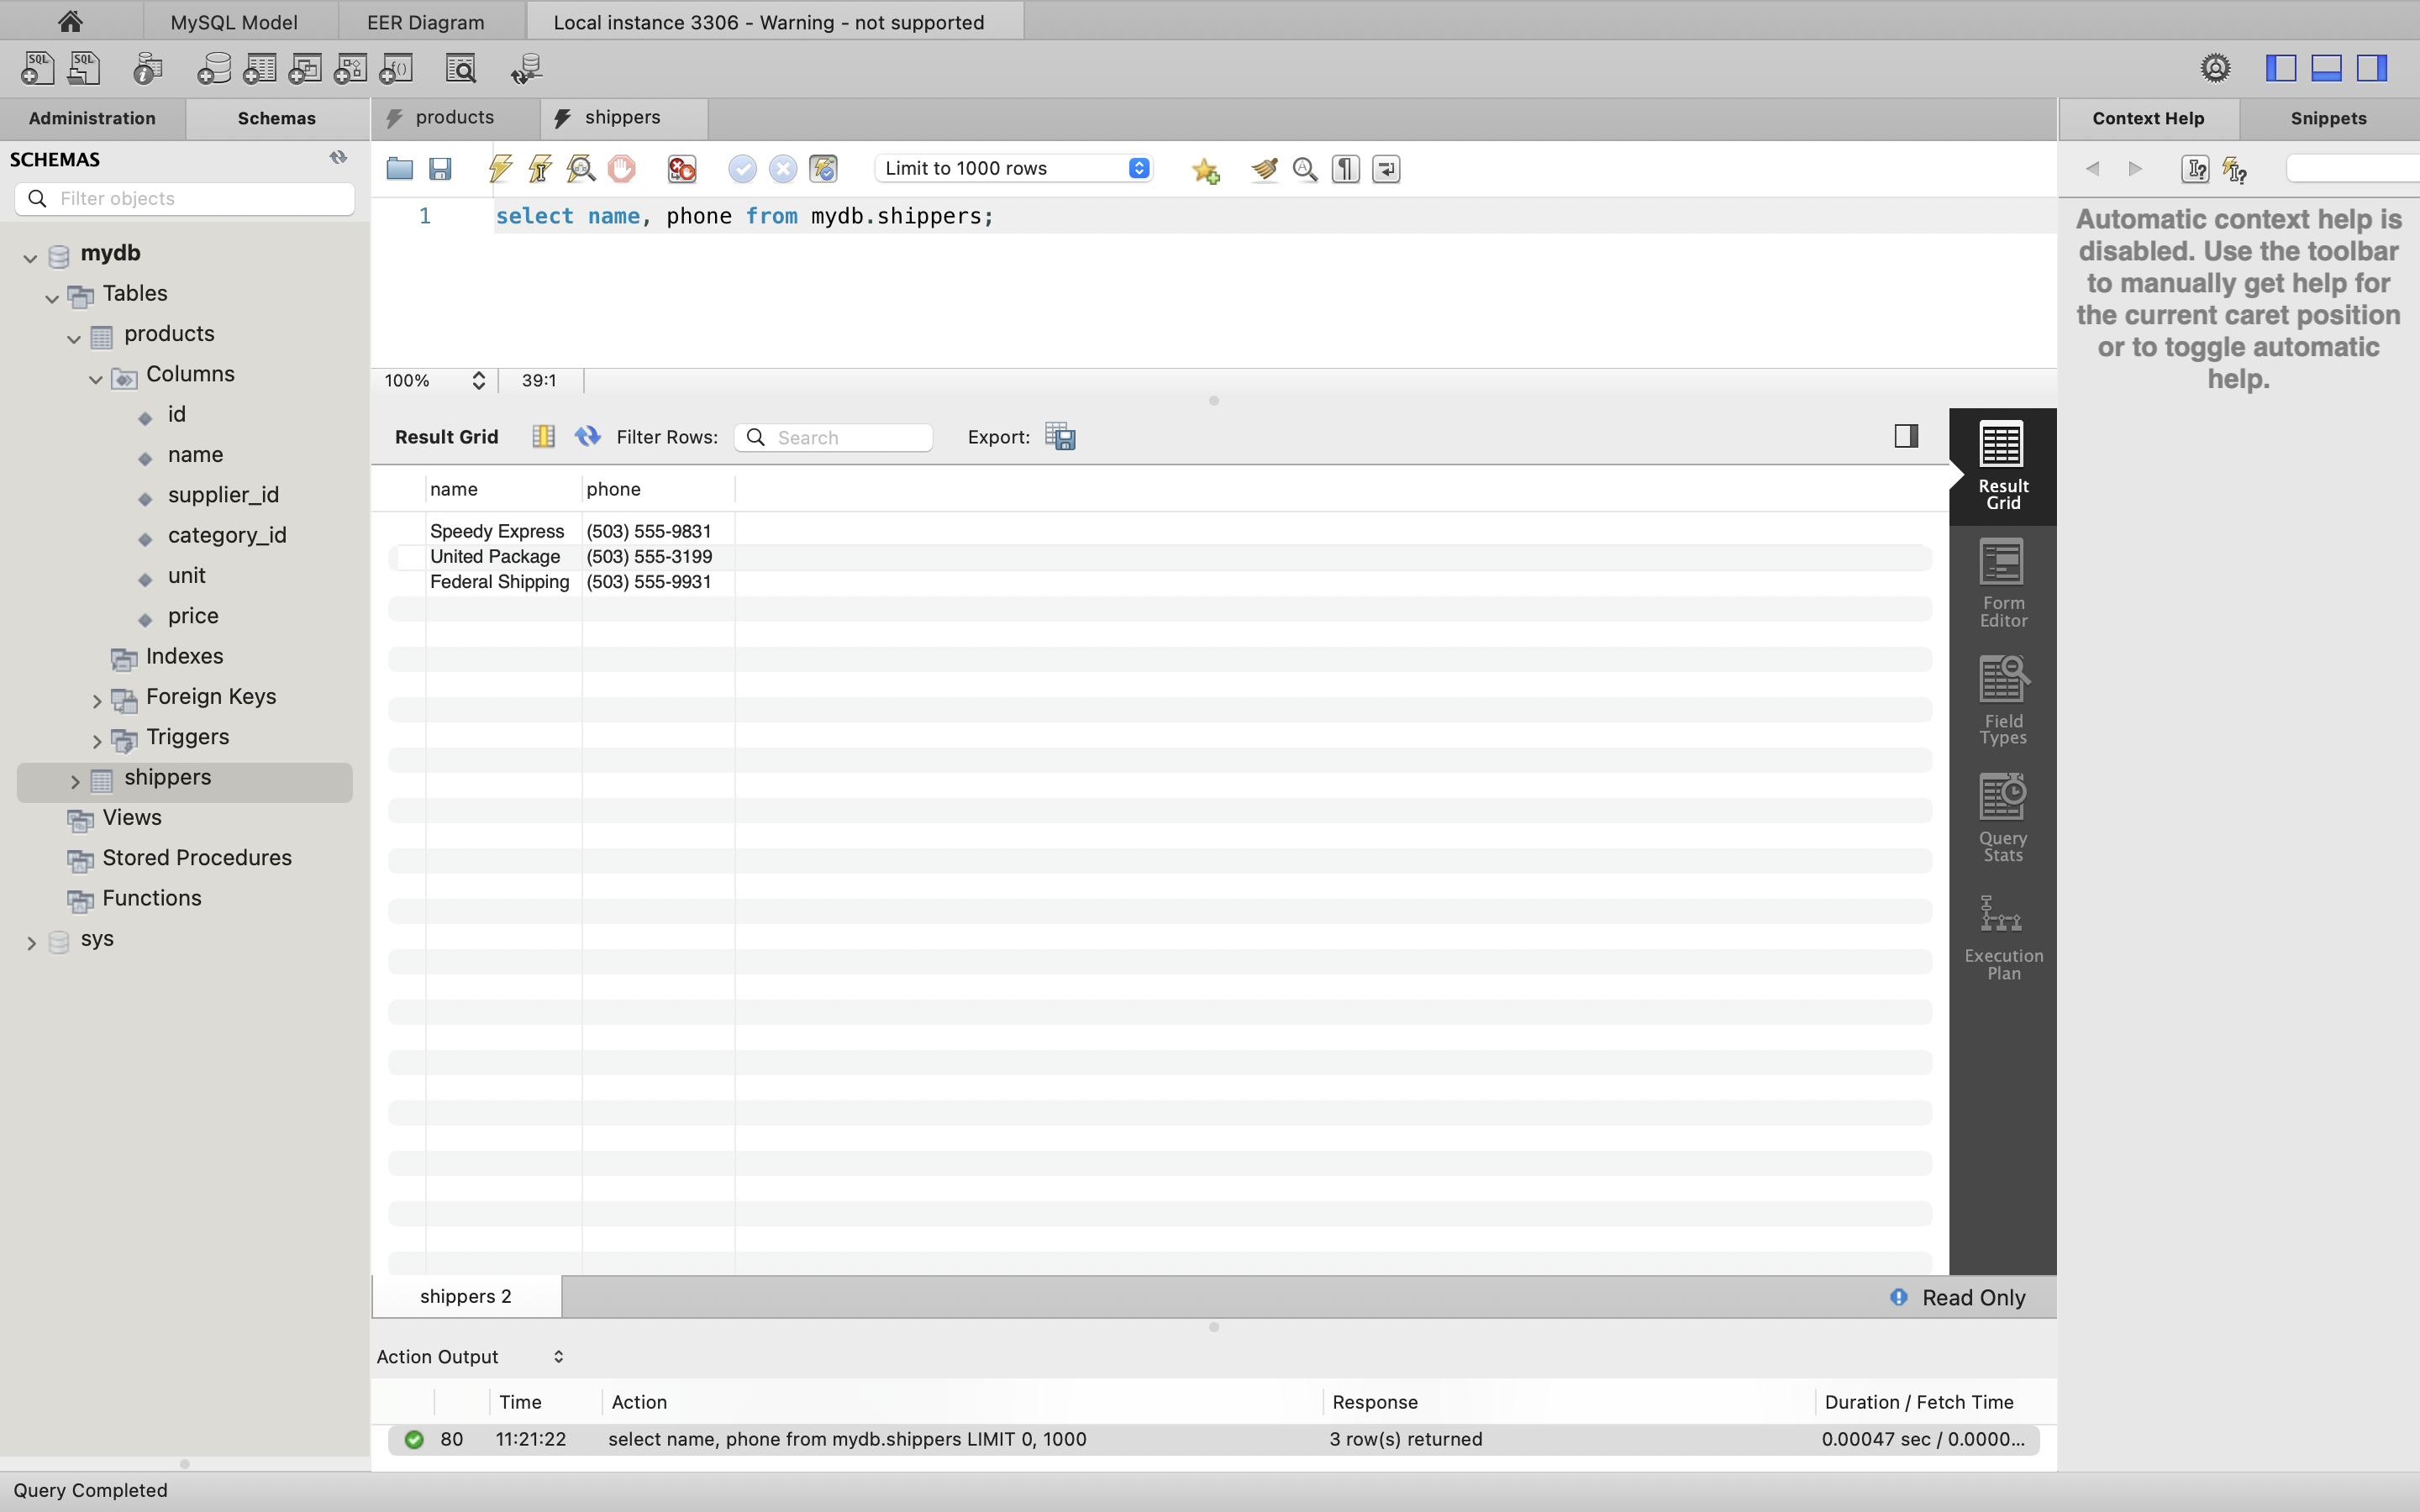 MySQL Model
EER Diagram
Local instance 3306 - Warning - not supported
SQL
SQL
Administration
Schemas
products
shippers
Context Help
Snippets
SCHEMAS
Filter objects
Limit to 1000 rows
1 select name, phone from mydb.shippers;
Automatic context help is
disabled. Use the toolbar
to manually get help for
the current caret position
or to toggle automatic
help.
mydb
Tables
products
Columns
id
name
supplier_id
category_id
unit
price
Indexes
Foreign Keys
Triggers
shippers
Views
Stored Procedures
Functions
sys
100%
39:1
Result Grid
Filter Rows:
Search
Export:
name phone
Speedy Express (503) 555-9831
United Package (503) 555-3199
Federal Shipping (503) 555-9931
Result
Grid
Form
Editor
Field
Types
Query
Stats
Execution
Plan
shippers 2
Read Only
Action Output
Time Action Response Duration / Fetch Time
80 11:21:22 select name, phone from mydb.shippers LIMIT 0, 1000 3 row(s) returned 0.00047 sec / 0.0000...
Query Completed